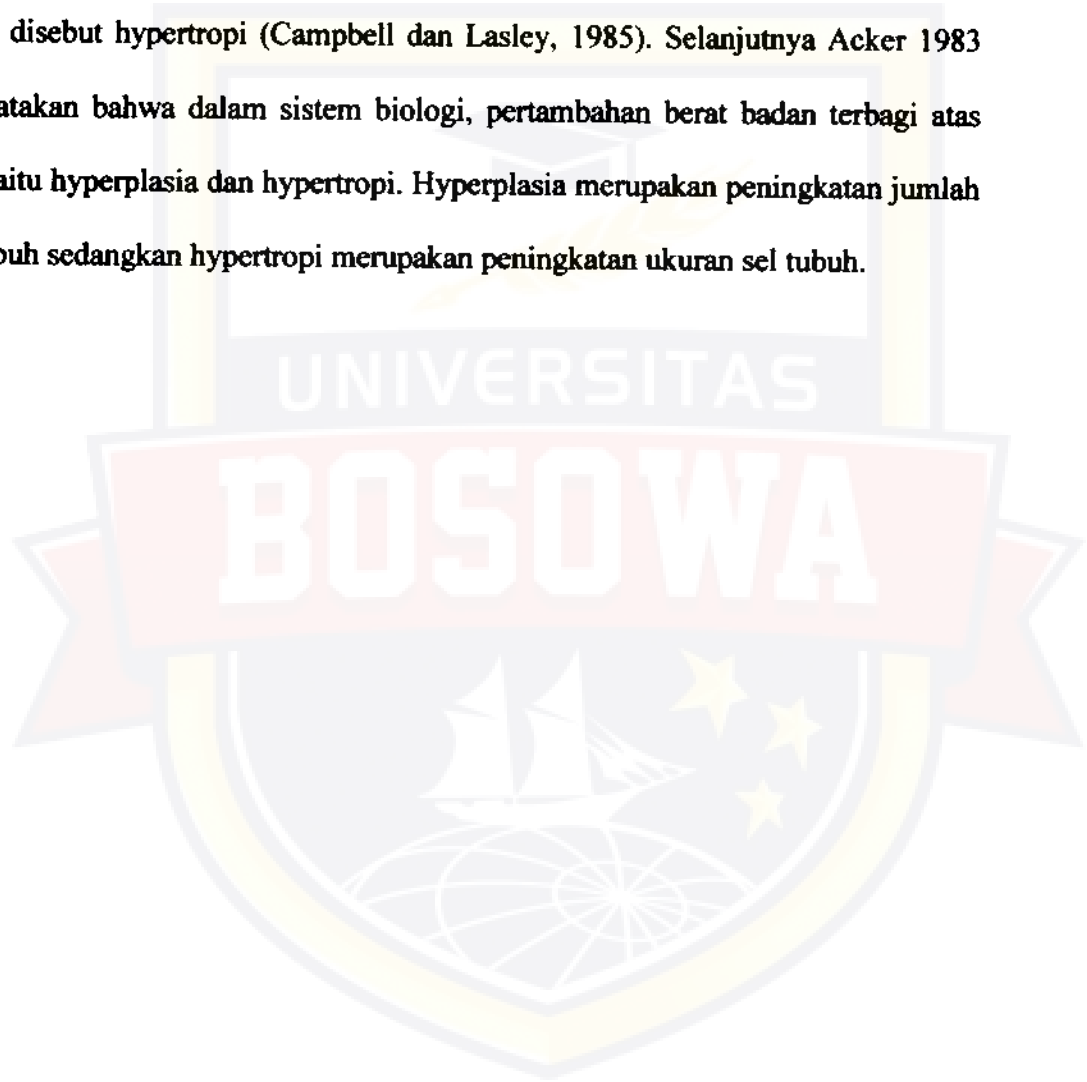 disebut hypertropi (Campbell dan Lasley, 1985). Selanjutnya Acker 1983
atakan bahwa dalam sistem biologi, pertambahan berat badan terbagi atas
aitu hyperplasia dan hypertropi. Hyperplasia merupakan peningkatan jumlah
buh sedangkan hypertropi merupakan peningkatan ukuran sel tubuh.
UNIVERSITAS
BOSOWA